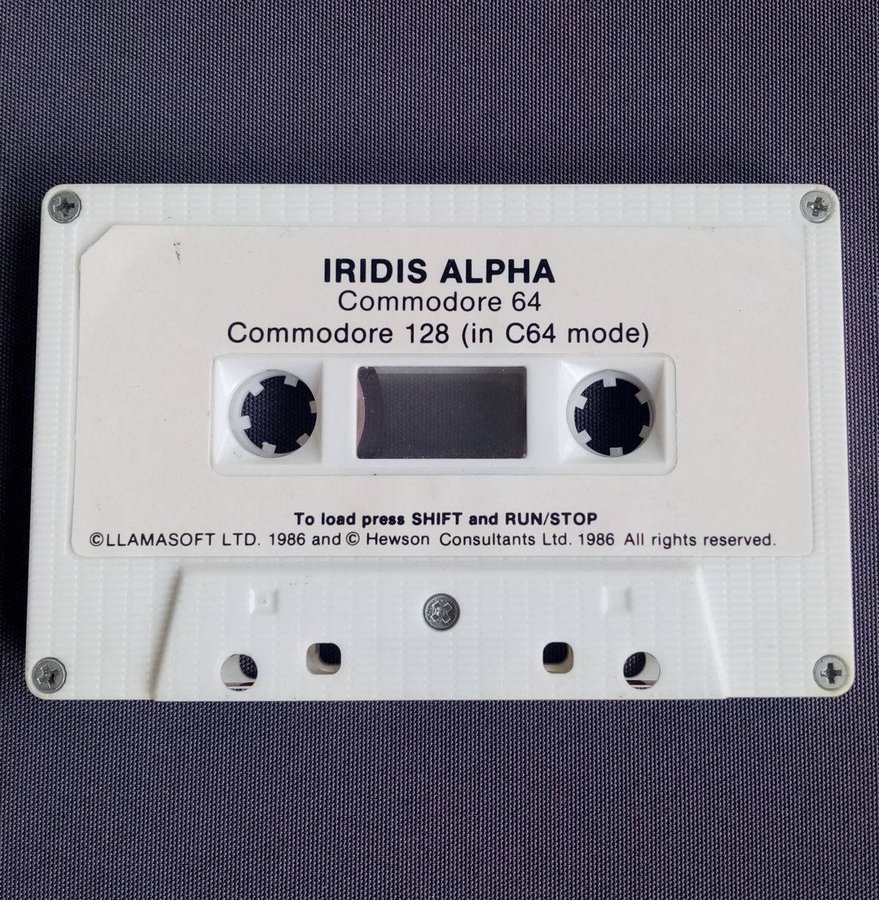 IRIDIS ALPHA
Commodore 64
Commodore 128 (in C64 mode)
To load press SHIFT and RUN/STOP
©LLAMASOFT LTD. 1986 and © Hewson Consultants Ltd. 1986 All rights reserved.